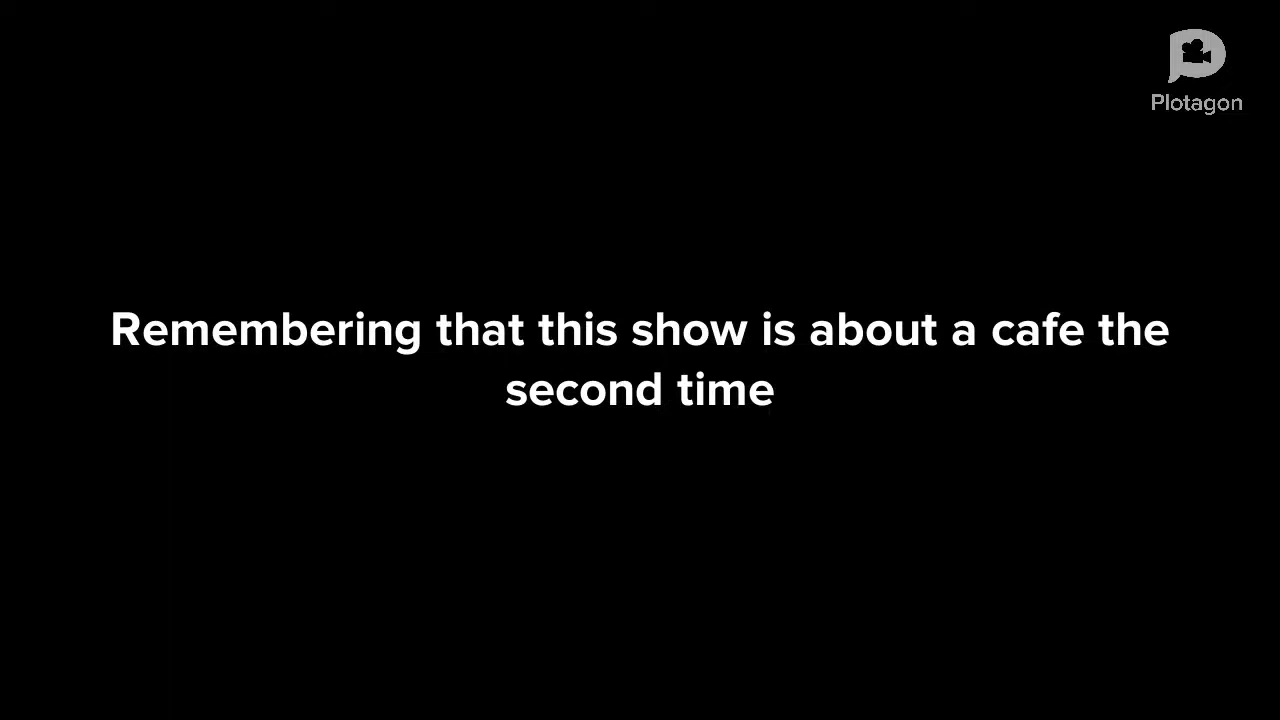 Plotagon
Remembering that this show is about a cafe the
second time